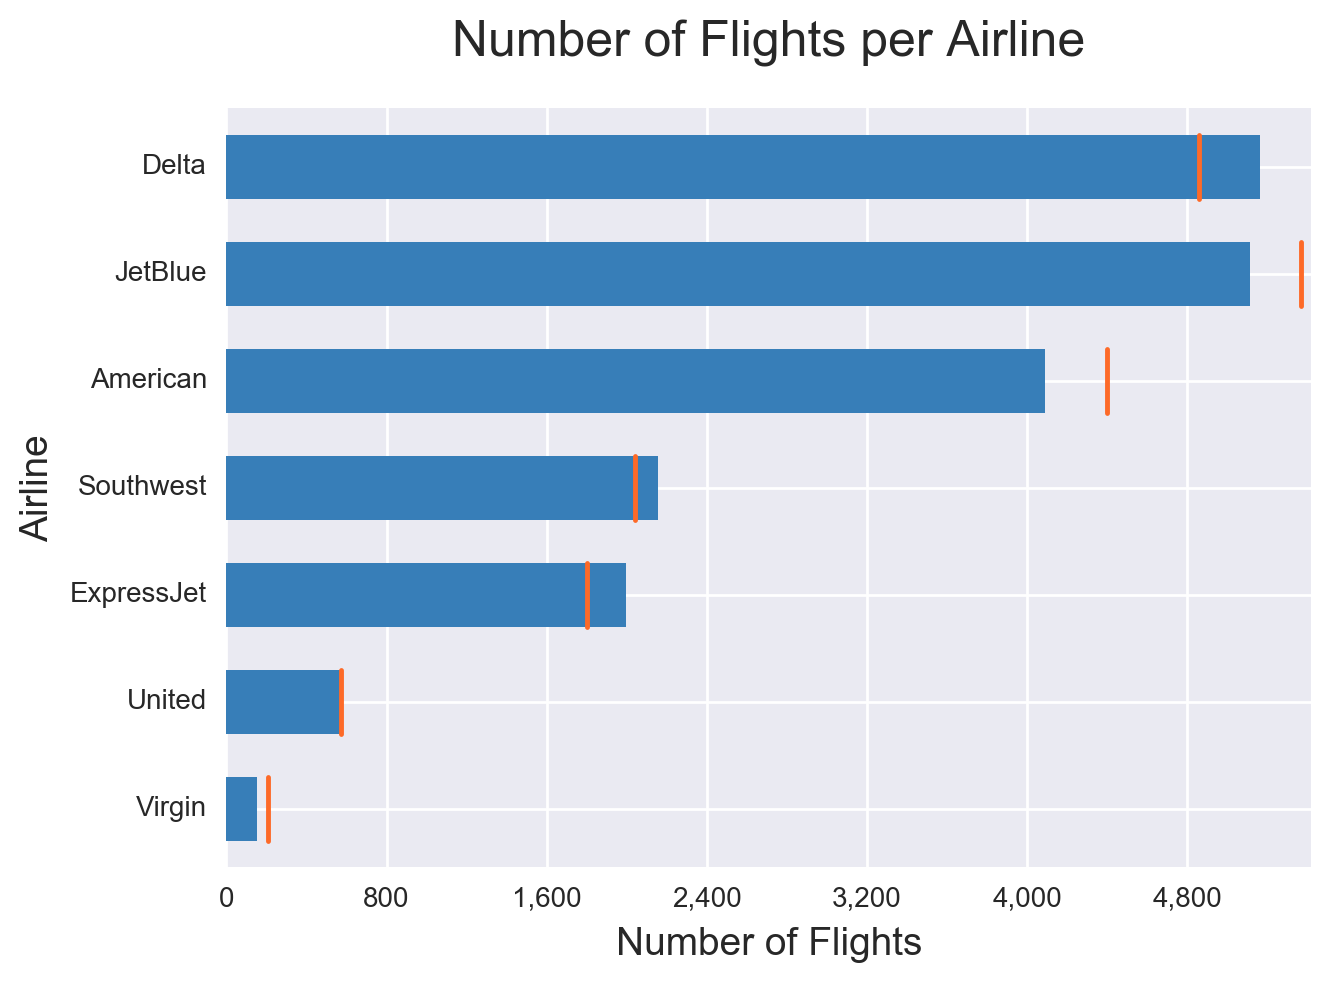 Number of Flights per Airline
Delta
JetBlue
American
Southwest
ExpressJet
United
Virgin
Airline
0 800 1,600 2,400 3,200 4,000 4,800
Number of Flights